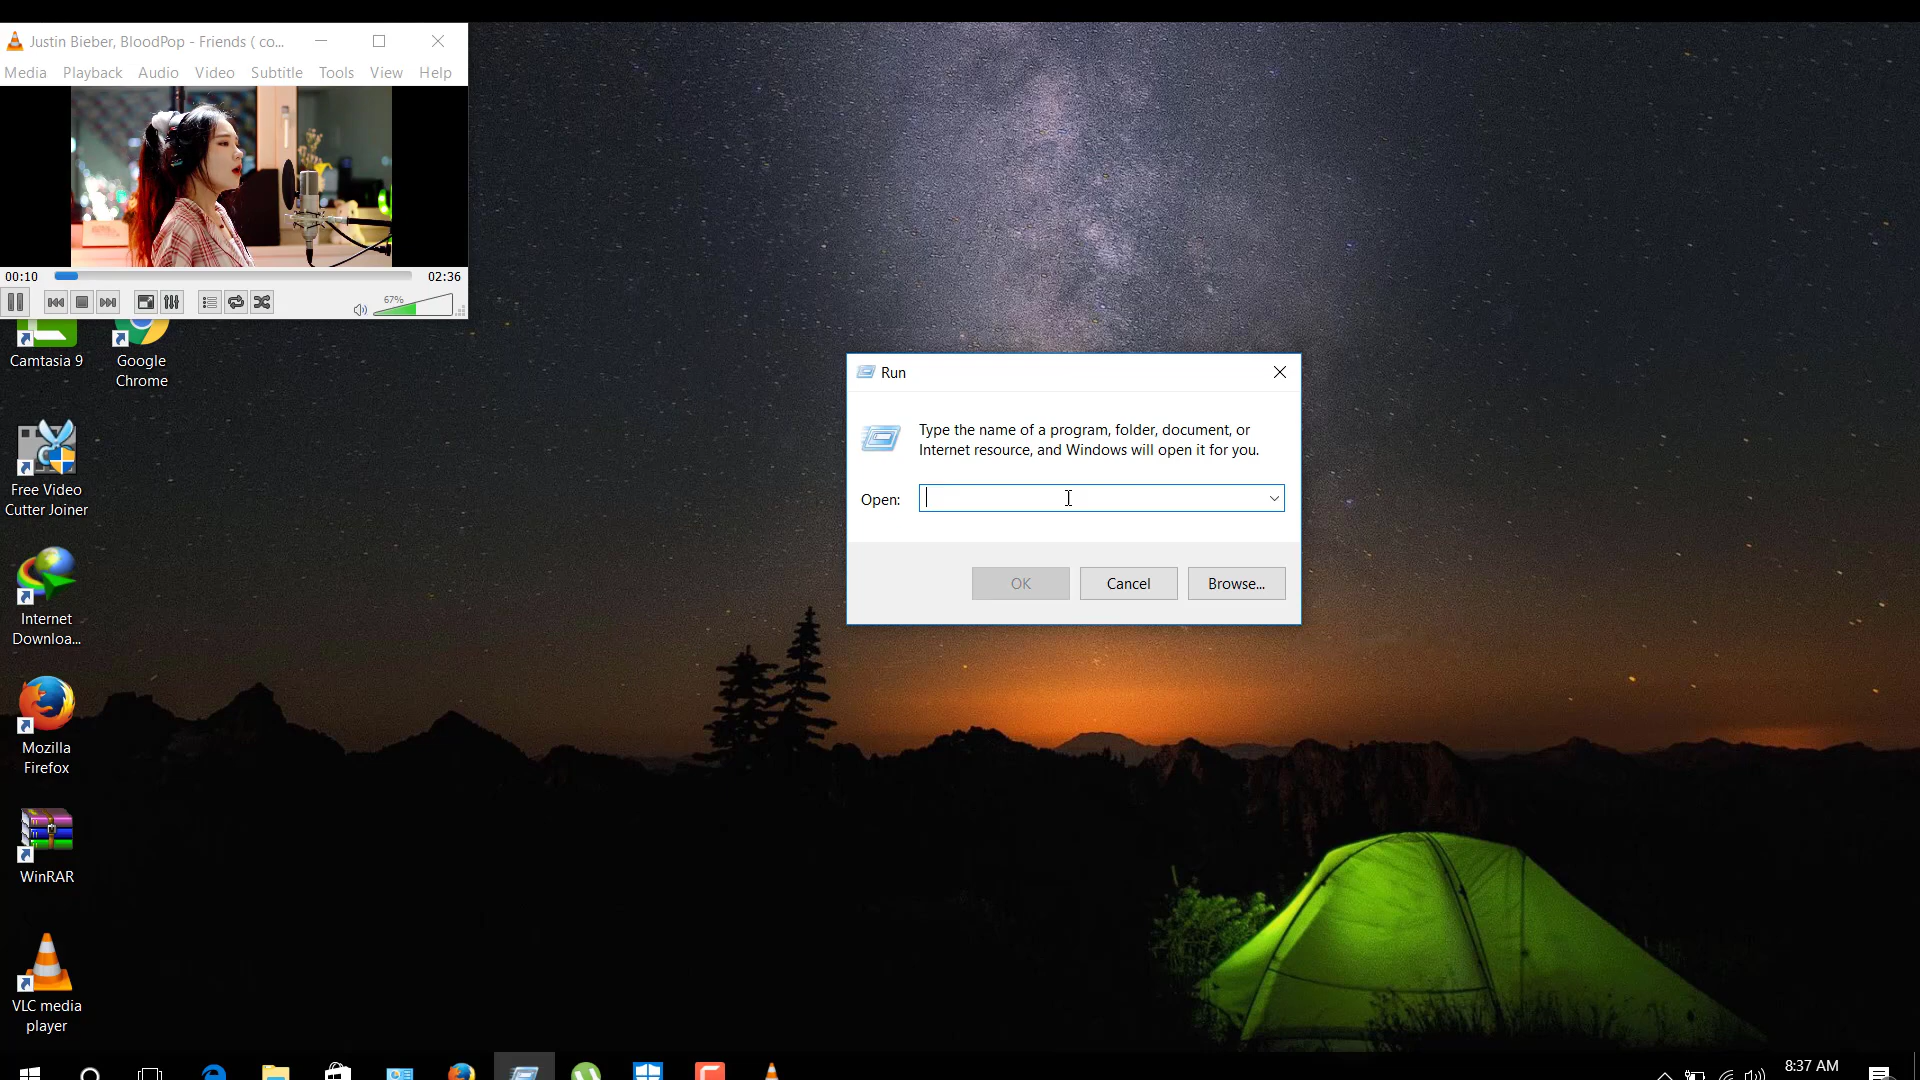 Justin Bieber, BloodPop - Friends ( co...
Media Playback Audio Video Subtitle Tools View Help
00:10 02:36
67%
Camtasia 9
Google
Chrome
Free Video
Cutter Joiner
Internet
Downloa...
Mozilla
Firefox
WinRAR
VLC media
player
Run
Type the name of a program, folder, document, or
Internet resource, and Windows will open it for you.
Open:
OK Cancel Browse...
8:37 AM